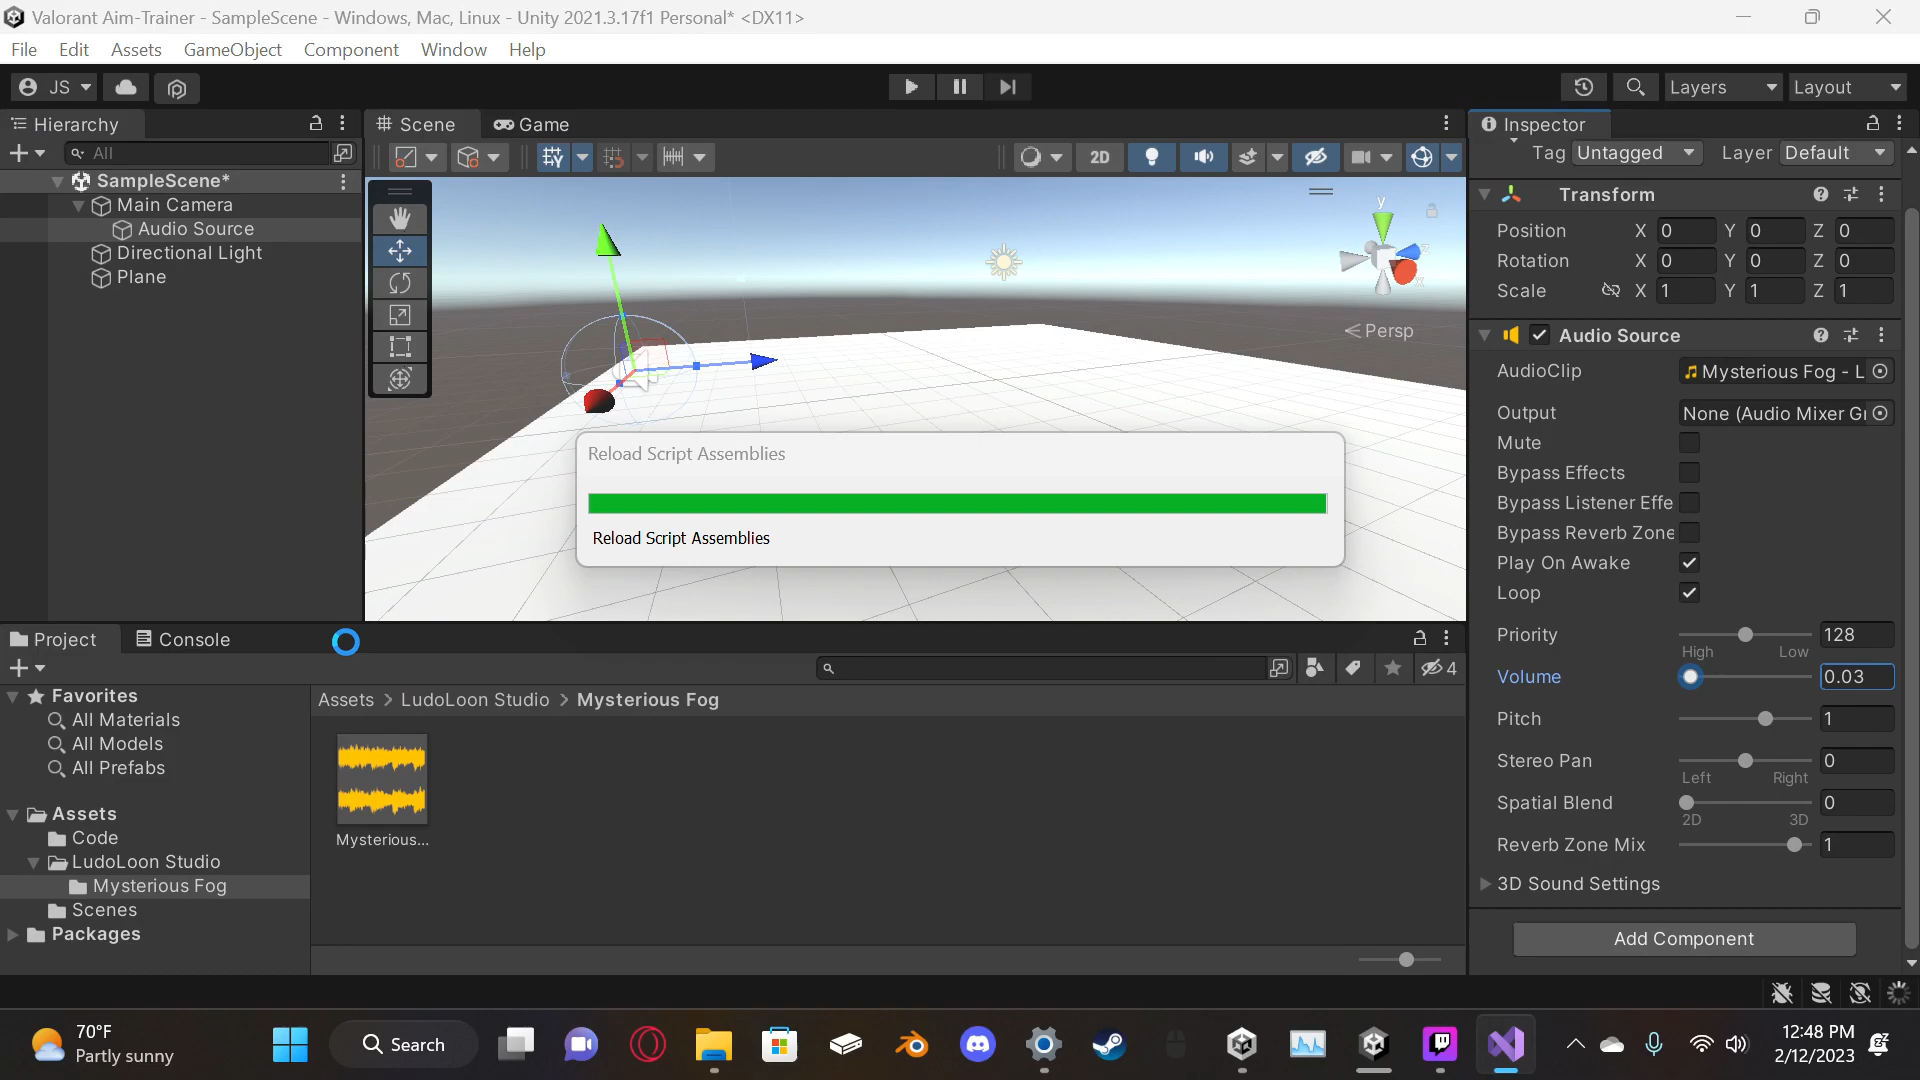 Valorant Aim-Trainer - SampleScene - Windows, Mac, Linux - Unity 2021.3.17f1 Personal* <DX11>
File Edit Assets GameObject Component Window Help
JS
Layers Layout
Hierarchy
Scene Game
Inspector
All
2D
Tag Untagged Layer Default
SampleScene*
Main Camera
Audio Source
Directional Light
Plane
y
z
x
Persp
Transform
Position X 0 Y 0 Z 0
Rotation X 0 Y 0 Z 0
Scale X 1 Y 1 Z 1
Audio Source
AudioClip Mysterious Fog - L
Output None (Audio Mixer Gr
Mute
Bypass Effects
Bypass Listener Effe
Bypass Reverb Zone
Play On Awake
Loop
Priority 128
High Low
Volume 0.03
Pitch 1
Stereo Pan 0
Left Right
Spatial Blend 0
2D 3D
Reverb Zone Mix 1
3D Sound Settings
Add Component
Reload Script Assemblies
Reload Script Assemblies
Project Console
4
Favorites
All Materials
All Models
All Prefabs
Assets
Code
LudoLoon Studio
Mysterious Fog
Scenes
Packages
Assets > LudoLoon Studio > Mysterious Fog
Mysterious...
70°F
Partly sunny
Search
12:48 PM
2/12/2023